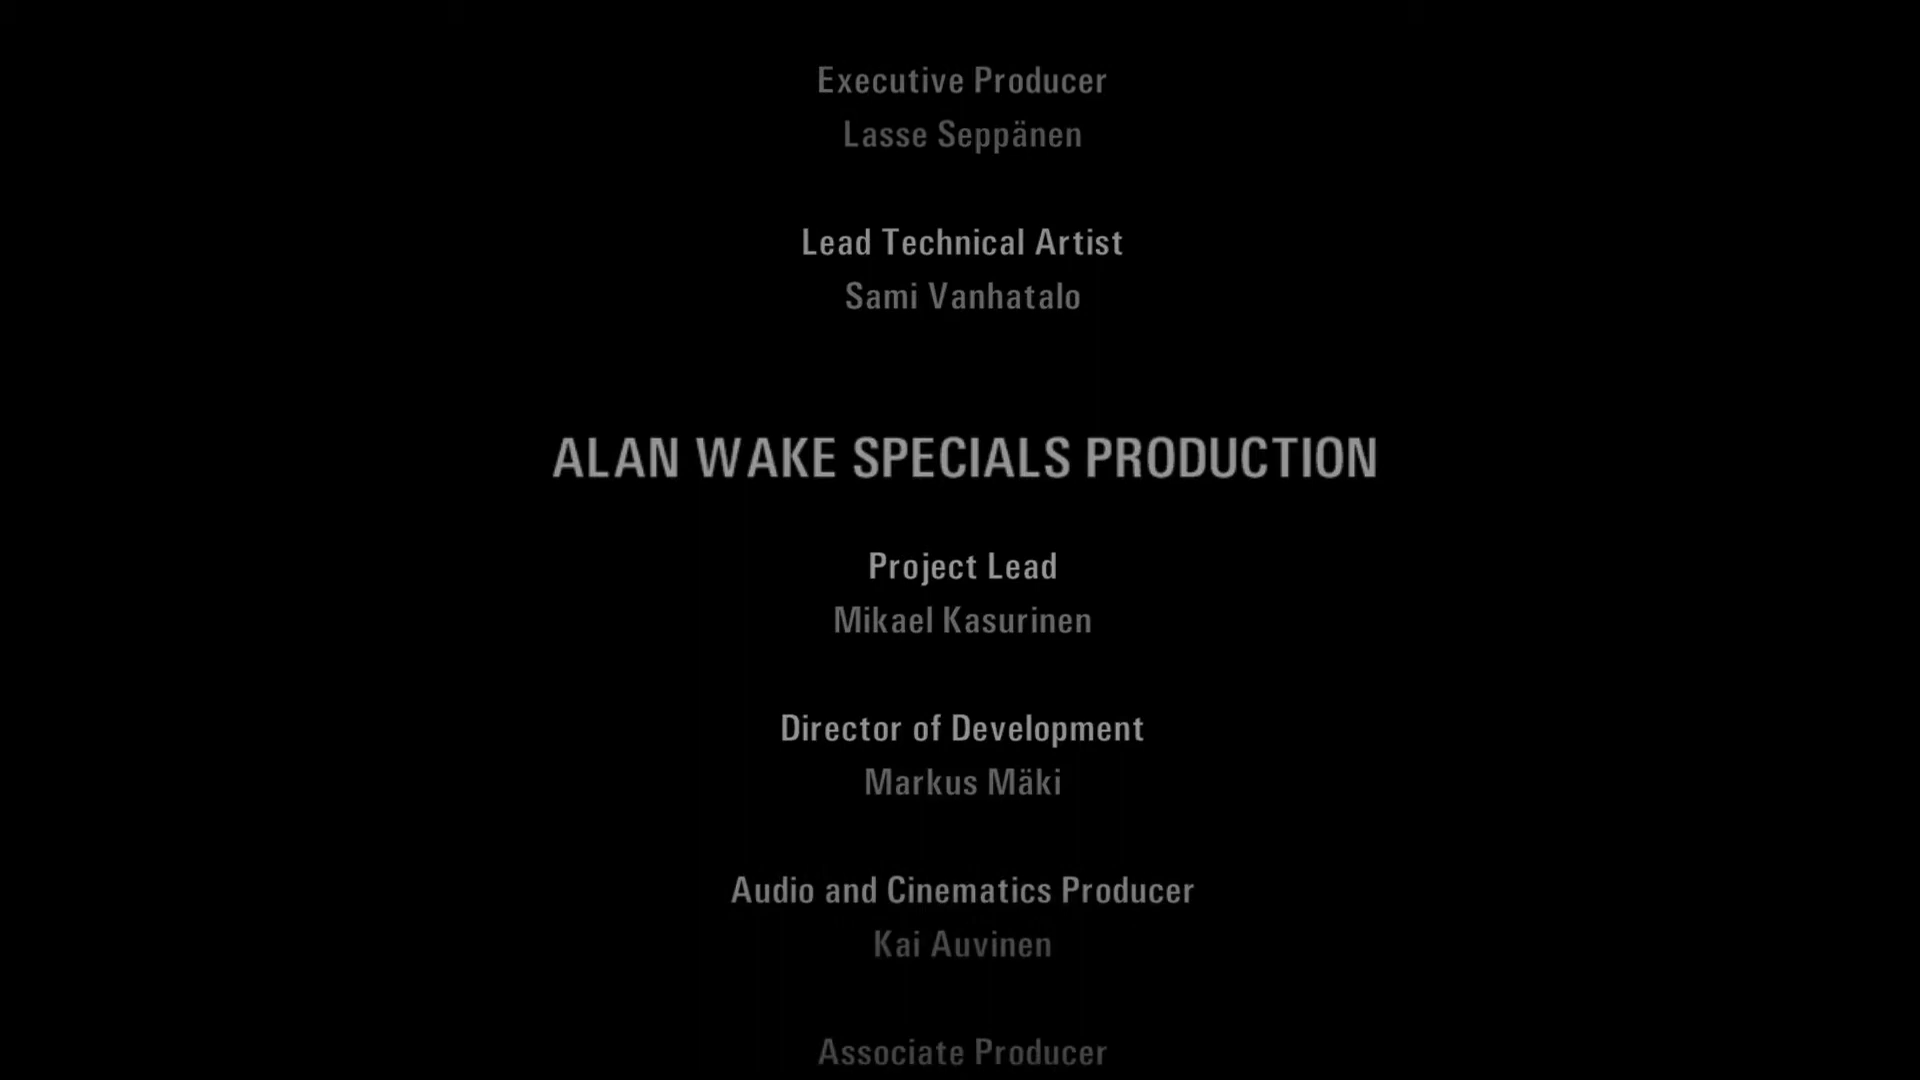 Executive Producer
Lasse Seppänen
Lead Technical Artist
Sami Vanhatalo
ALAN WAKE SPECIALS PRODUCTION
Project Lead
Mikael Kasurinen
Director of Development
Markus Mäki
Audio and Cinematics Producer
Kai Auvinen
Associate Producer